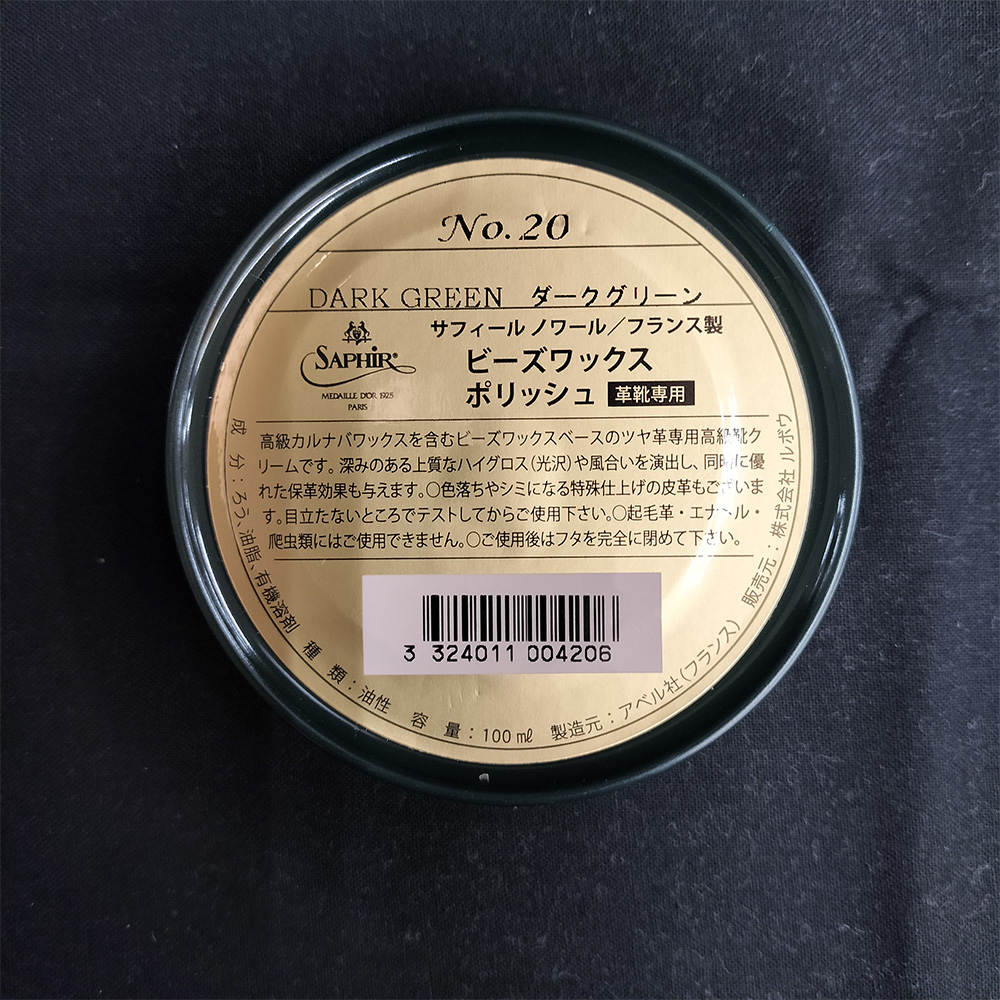 No.20
DARK GREEN ダークグリーン
サフィール ノワール／フランス製
SAPHIR®
MEDAILLE D'OR 1925
PARIS
ビーズワックス
ポリッシュ 革靴専用
高級カルナバワックスを含むビーズワックスベースのツヤ革専用高級靴ク
リームです。深みのある上質なハイグロス(光沢)や風合いを演出し、同時に優
れた保革効果も与えます。○色落ちやシミになる特殊仕上げの皮革もございま
す。目立たないところでテストしてからご使用下さい。○起毛革・エナメル・
爬虫類にはご使用できません。○ご使用後はフタを完全に閉めて下さい。
3 324011 004206
成 分：ろう、油脂、有機溶剤 種 類：油性 容 量：100㎖ 製造元：アベル社(フランス) 販売元：株式会社 ルボウ